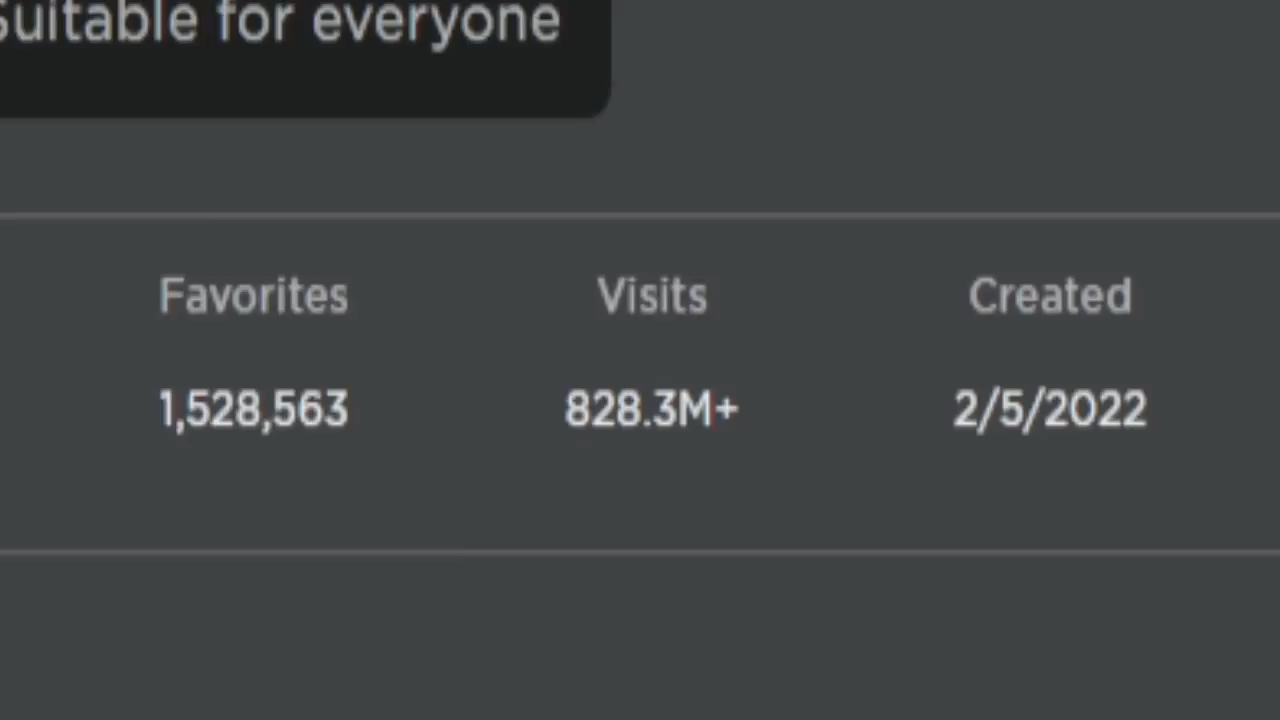 Suitable for everyone
Favorites Visits Created
1,528,563 828.3M+ 2/5/2022